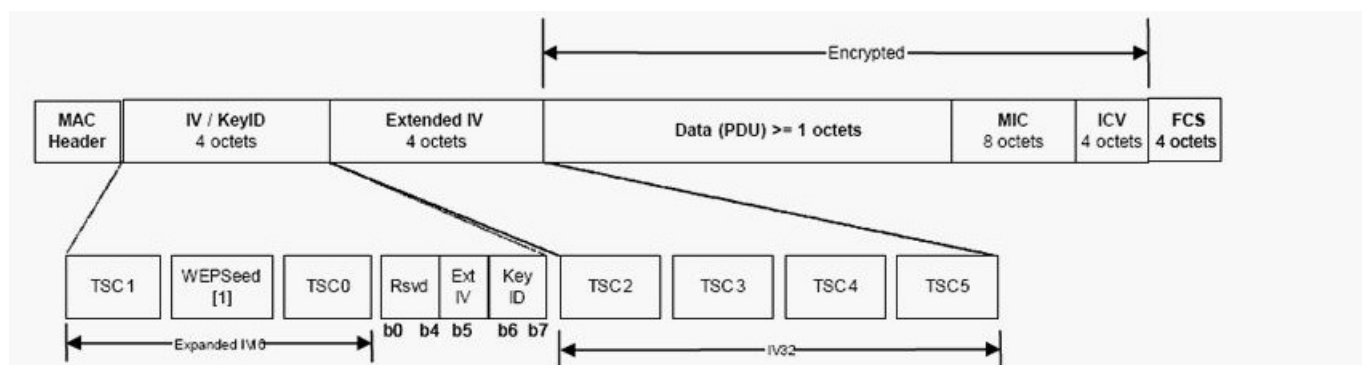 Encrypted
MAC Header
IV / KeyID
4 octets
Extended IV
4 octets
Data (PDU) >= 1 octets
MIC
8 octets
ICV
4 octets
FCS
4 octets
TSC1
WEPSeed
[1]
TSC0
Rsvd
Ext
IV
Key
ID
TSC2
TSC3
TSC4
TSC5
b0 b4 b5 b6 b7
Expanded IV16
IV32